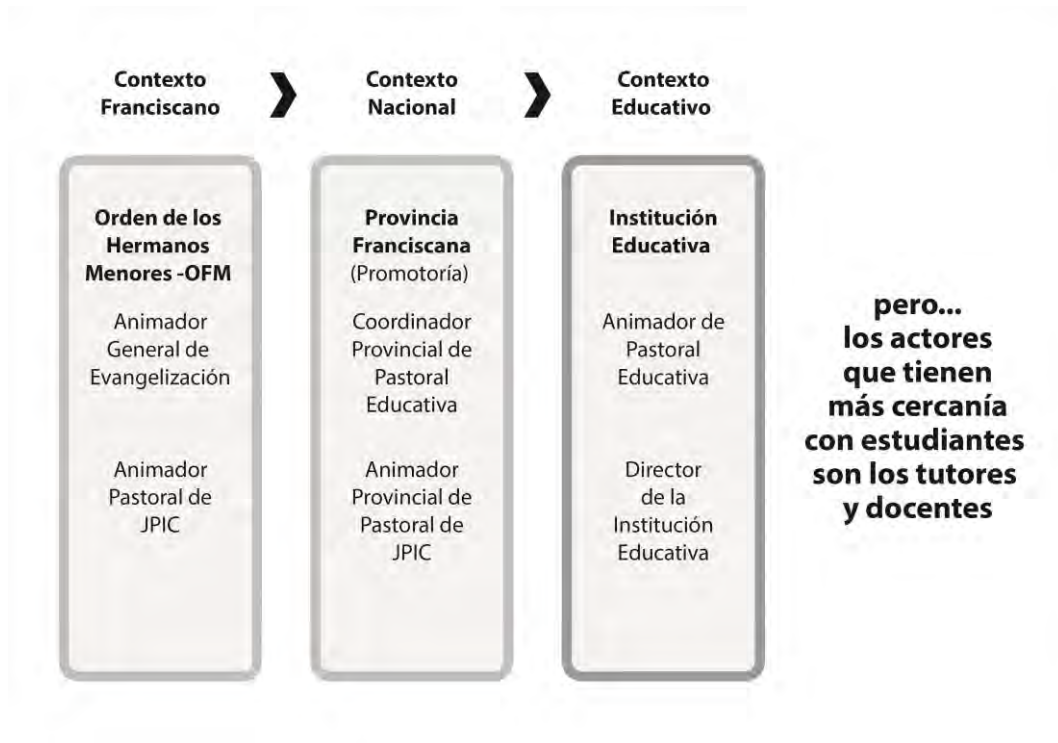 Contexto
Franciscano
Contexto
Nacional
Contexto
Educativo
Orden de los
Hermanos
Menores -OFM
Animador
General de
Evangelización
Animador
Pastoral de
JPIC
Provincia
Franciscana
(Promotoría)
Coordinador
Provincial de
Pastoral
Educativa
Animador
Provincial de
Pastoral de
JPIC
Institución
Educativa
Animador de
Pastoral
Educativa
Director
de la
Institución
Educativa
pero...
los actores
que tienen
más cercanía
con estudiantes
son los tutores
y docentes